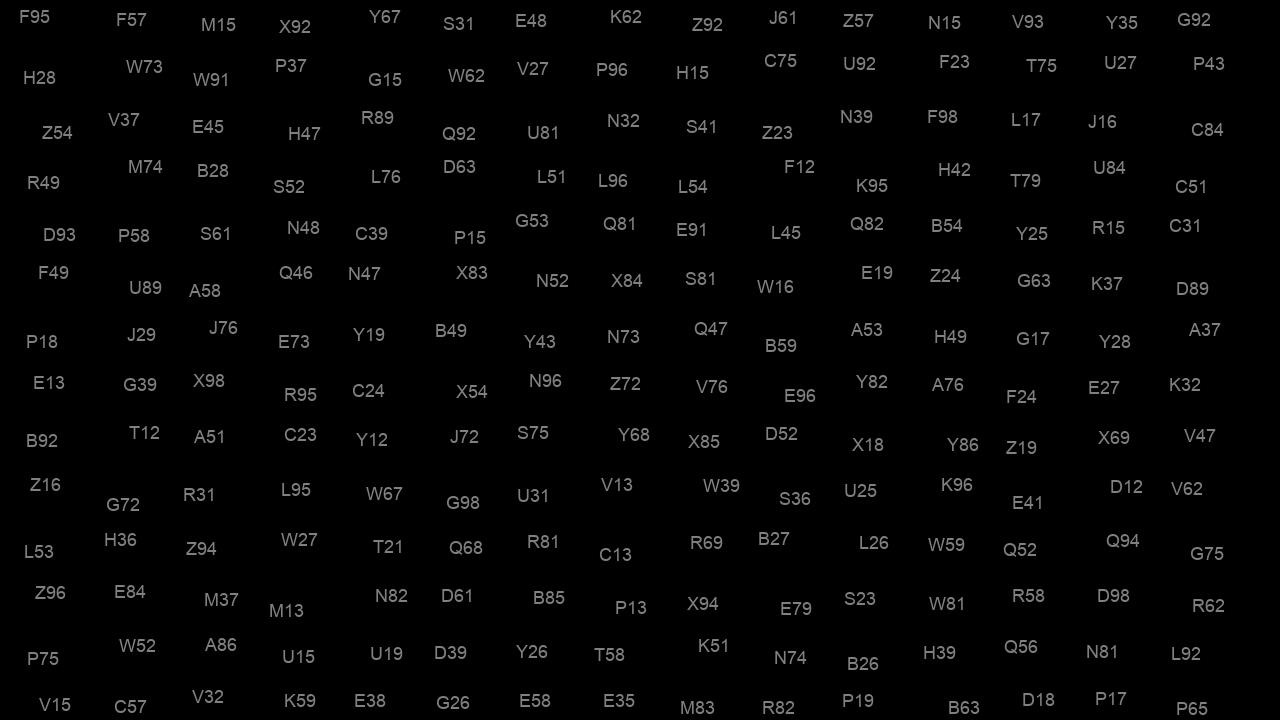 F95 F57 M15 X92 Y67 S31 E48 K62 Z92 J61 Z57 N15 V93 Y35 G92
H28 W73 W91 P37 G15 W62 V27 P96 H15 C75 U92 F23 T75 U27 P43
Z54 V37 E45 H47 R89 Q92 U81 N32 S41 Z23 N39 F98 L17 J16 C84
R49 M74 B28 S52 L76 D63 L51 L96 L54 F12 K95 H42 T79 U84 C51
D93 P58 S61 N48 C39 P15 G53 Q81 E91 L45 Q82 B54 Y25 R15 C31
F49 U89 A58 Q46 N47 X83 N52 X84 S81 W16 E19 Z24 G63 K37 D89
P18 J29 J76 E73 Y19 B49 Y43 N73 Q47 B59 A53 H49 G17 Y28 A37
E13 G39 X98 R95 C24 X54 N96 Z72 V76 E96 Y82 A76 F24 E27 K32
B92 T12 A51 C23 Y12 J72 S75 Y68 X85 D52 X18 Y86 Z19 X69 V47
Z16 G72 R31 L95 W67 G98 U31 V13 W39 S36 U25 K96 E41 D12 V62
L53 H36 Z94 W27 T21 Q68 R81 C13 R69 B27 L26 W59 Q52 Q94 G75
Z96 E84 M37 M13 N82 D61 B85 P13 X94 E79 S23 W81 R58 D98 R62
P75 W52 A86 U15 U19 D39 Y26 T58 K51 N74 B26 H39 Q56 N81 L92
V15 C57 V32 K59 E38 G26 E58 E35 M83 R82 P19 B63 D18 P17 P65